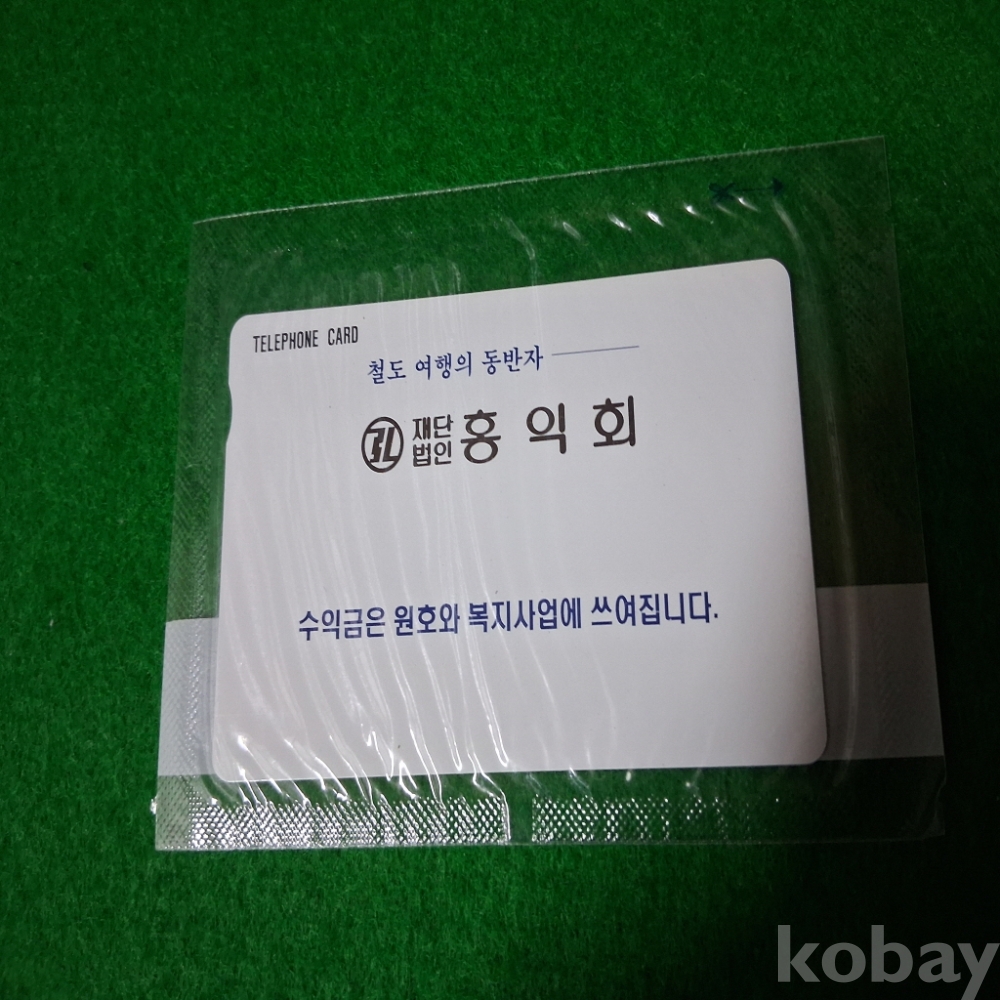 TELEPHONE CARD
철도 여행의 동반자
재단법인 홍익회
수익금은 원호와 복지사업에 쓰여집니다.
kobay